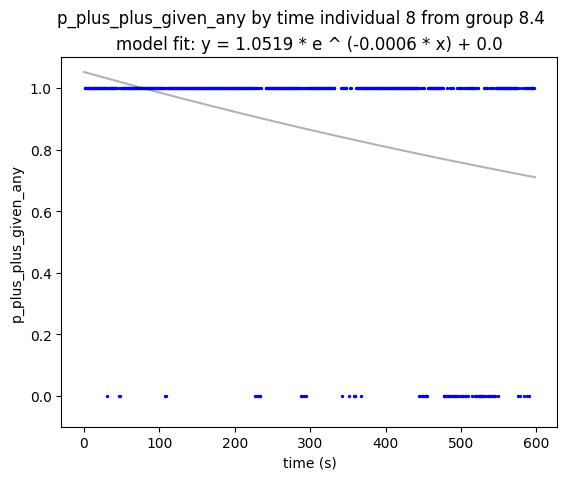 p_plus_plus_given_any by time individual 8 from group 8.4
model fit: y = 1.0519 * e ^ (-0.0006 * x) + 0.0
p_plus_plus_given_any
1.0
0.8
0.6
0.4
0.2
0.0
0 100 200 300 400 500 600
time (s)